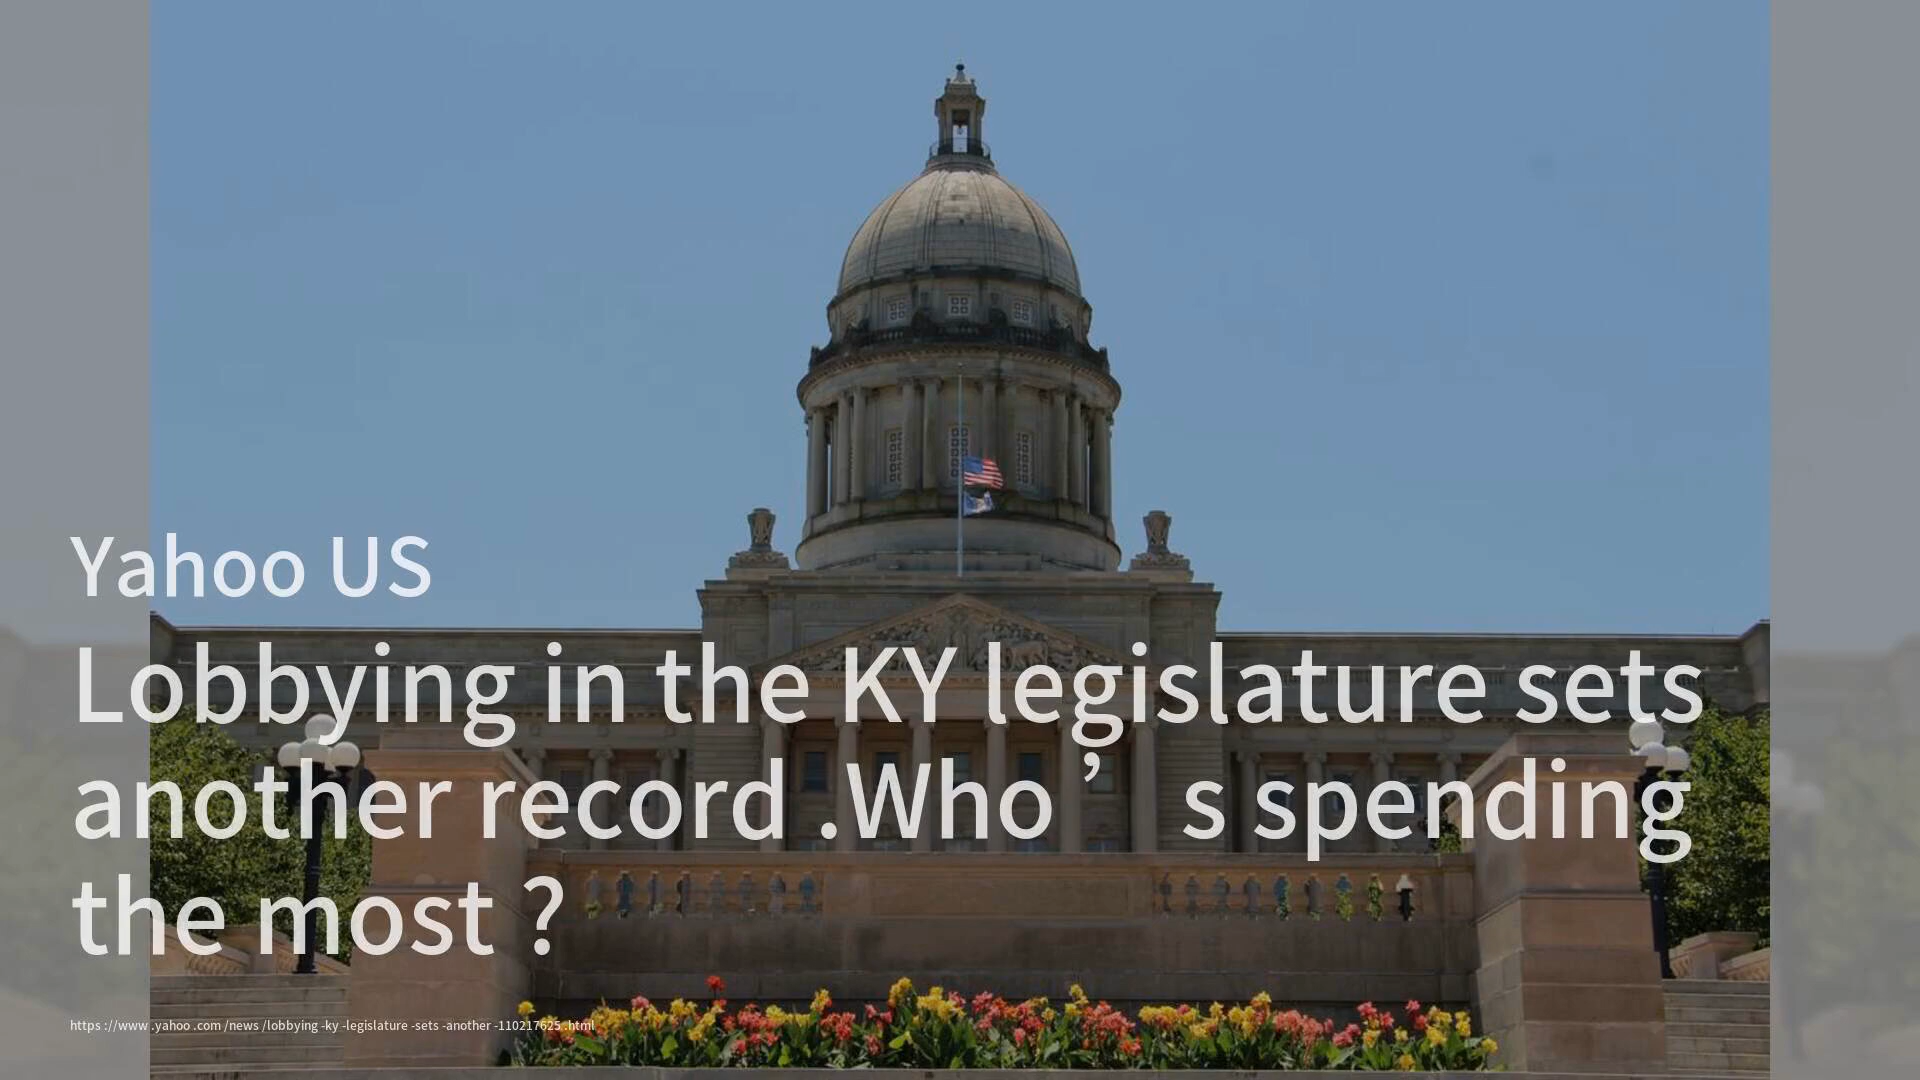 Yahoo US
Lobbying in the KY legislature sets
another record .Who’s spending
the most ?
https://www.yahoo.com/news/lobbying-ky-legislature-sets-another-110217625.html